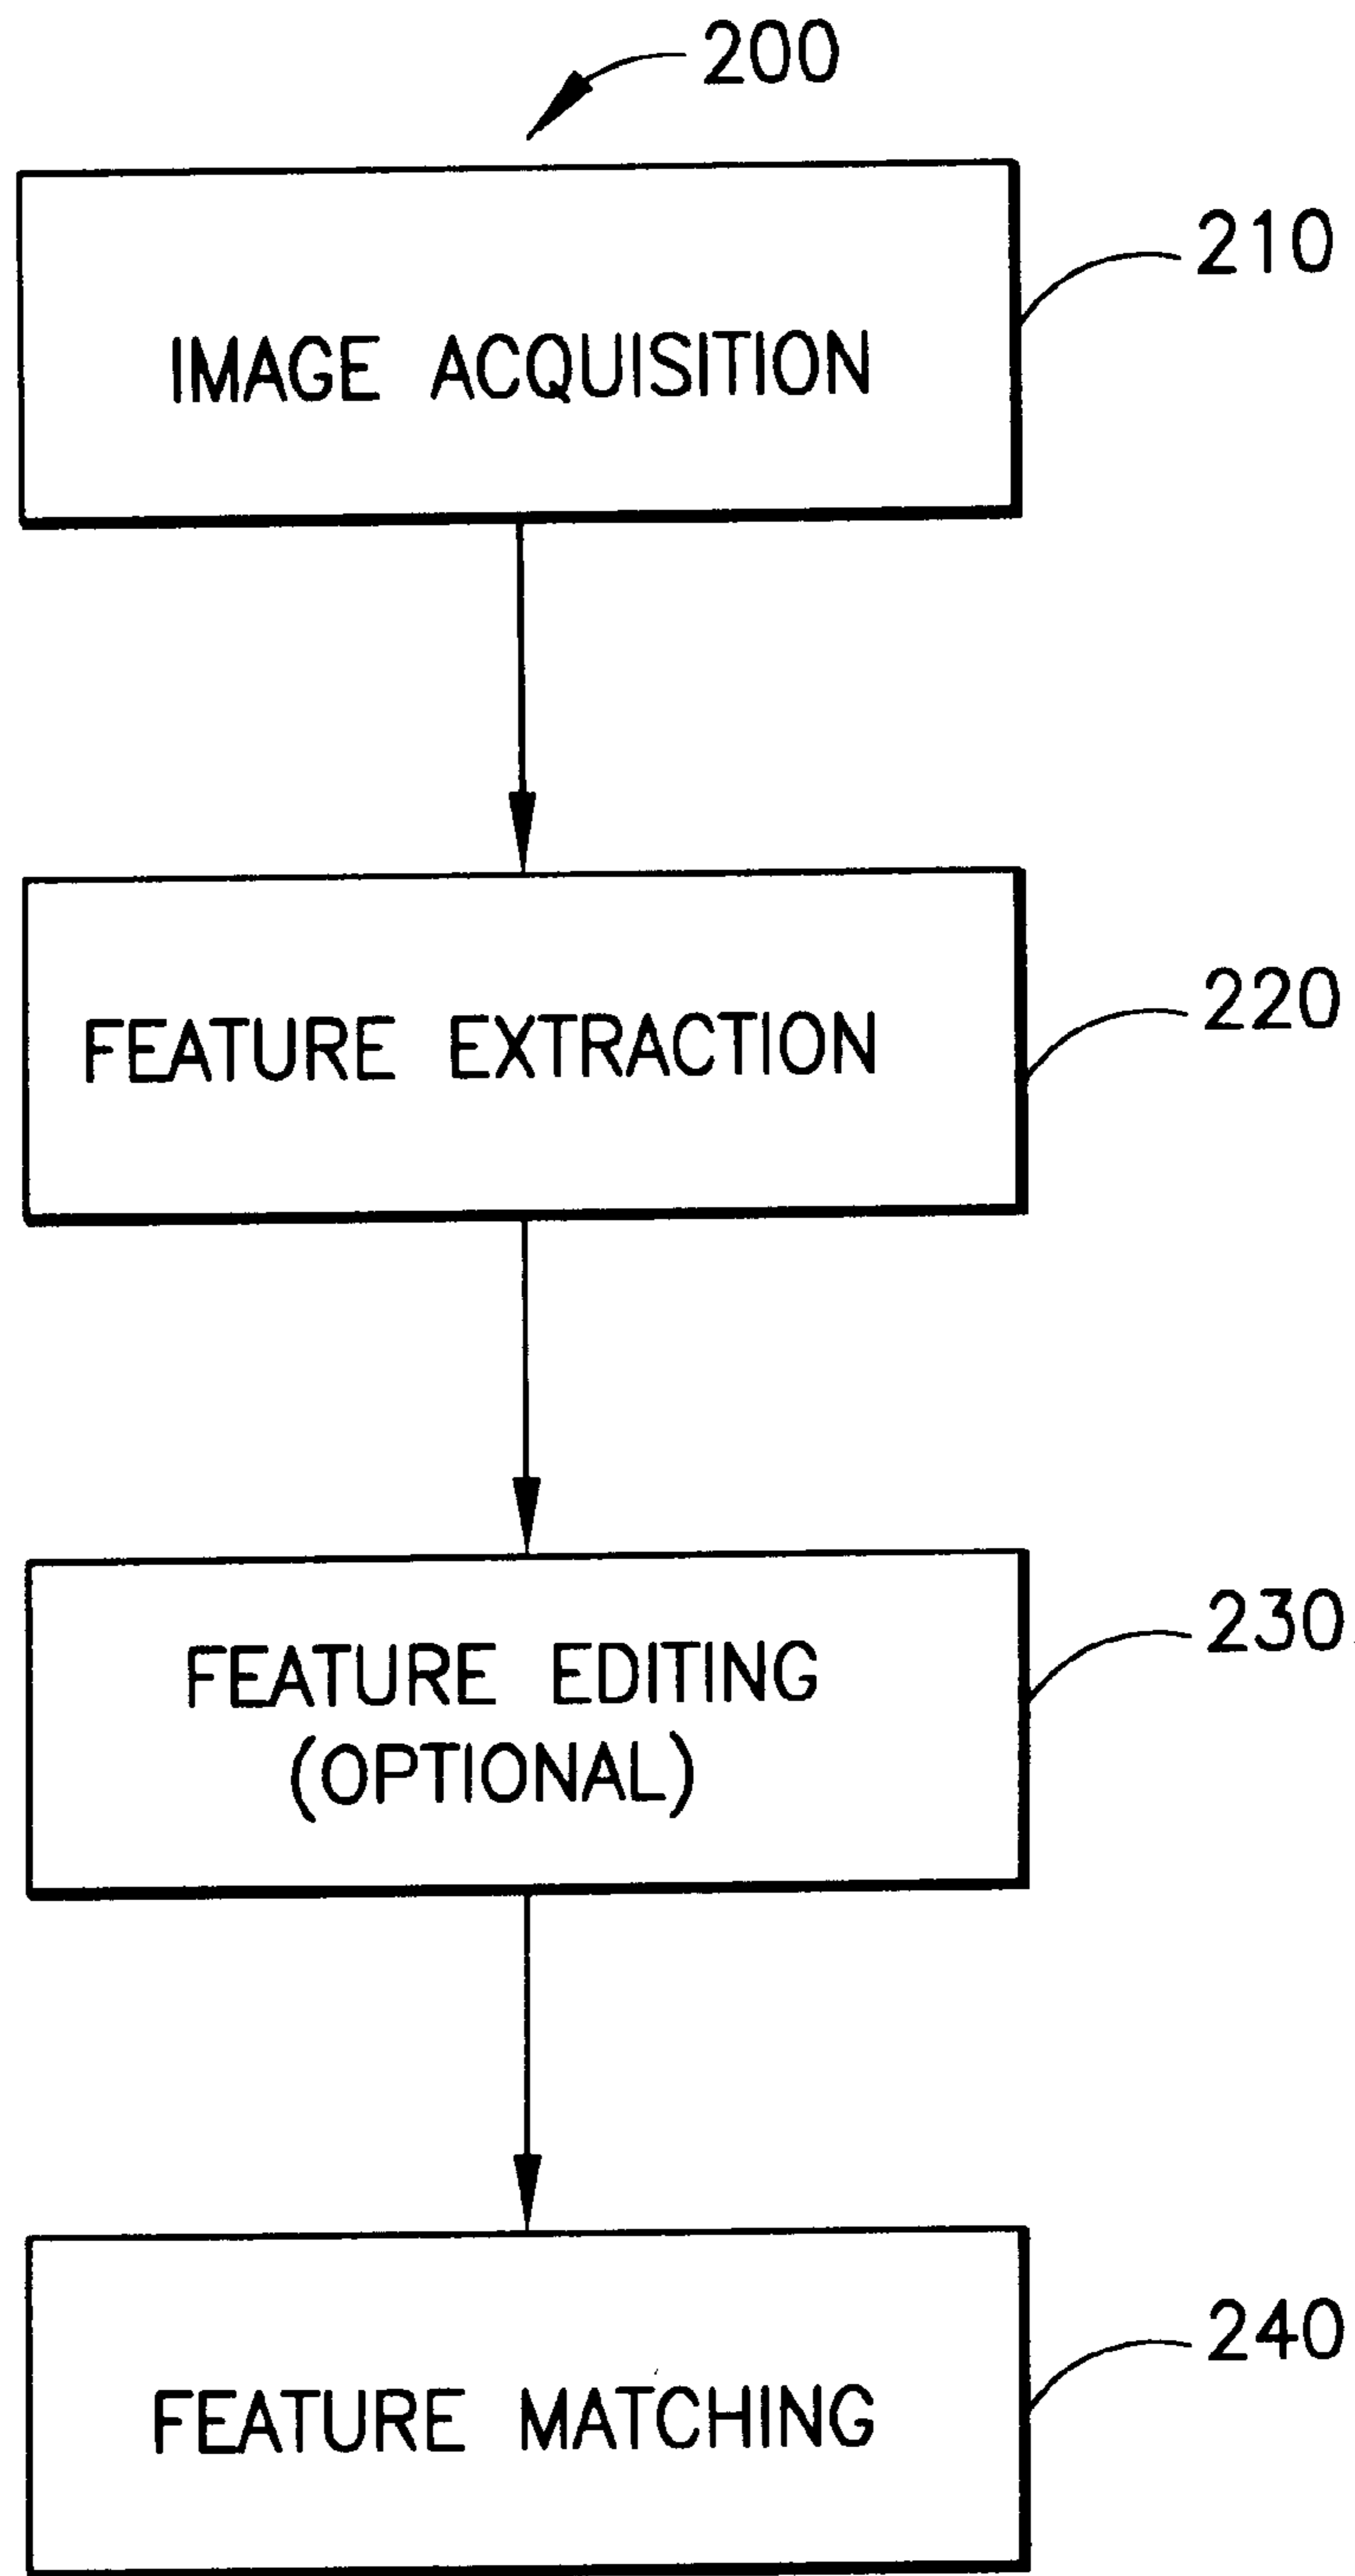 200
210
IMAGE ACQUISITION
220
FEATURE EXTRACTION
230
FEATURE EDITING
(OPTIONAL)
240
FEATURE MATCHING